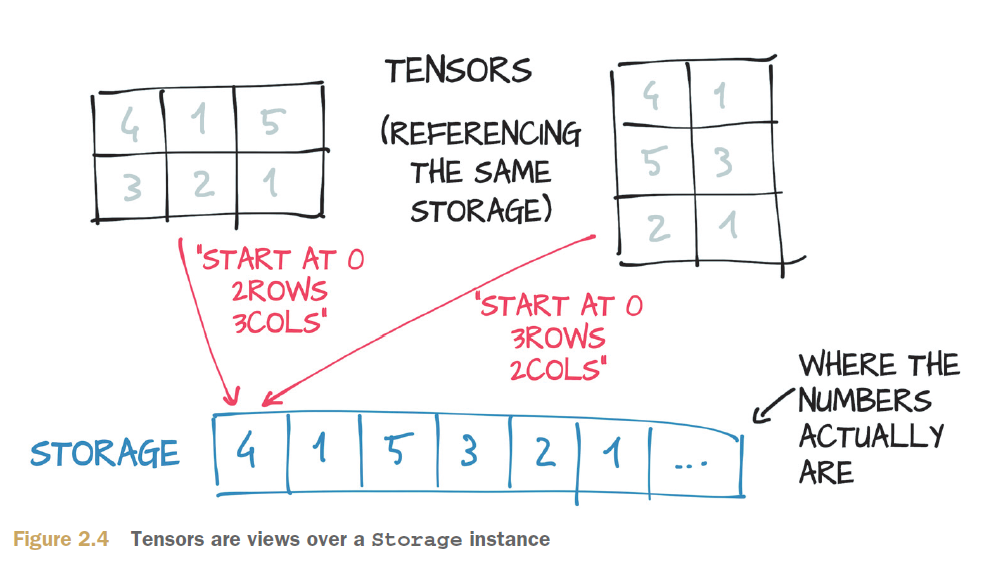 TENSORS
(REFERENCING
THE SAME
STORAGE)
4 1 5
3 2 1
4 1
5 3
2 1
"START AT 0
2ROWS
3COLS"
"START AT 0
3ROWS
2COLS"
WHERE THE
NUMBERS
ACTUALLY
ARE
STORAGE
4 1 5 3 2 1 ...
Figure 2.4 Tensors are views over a Storage instance